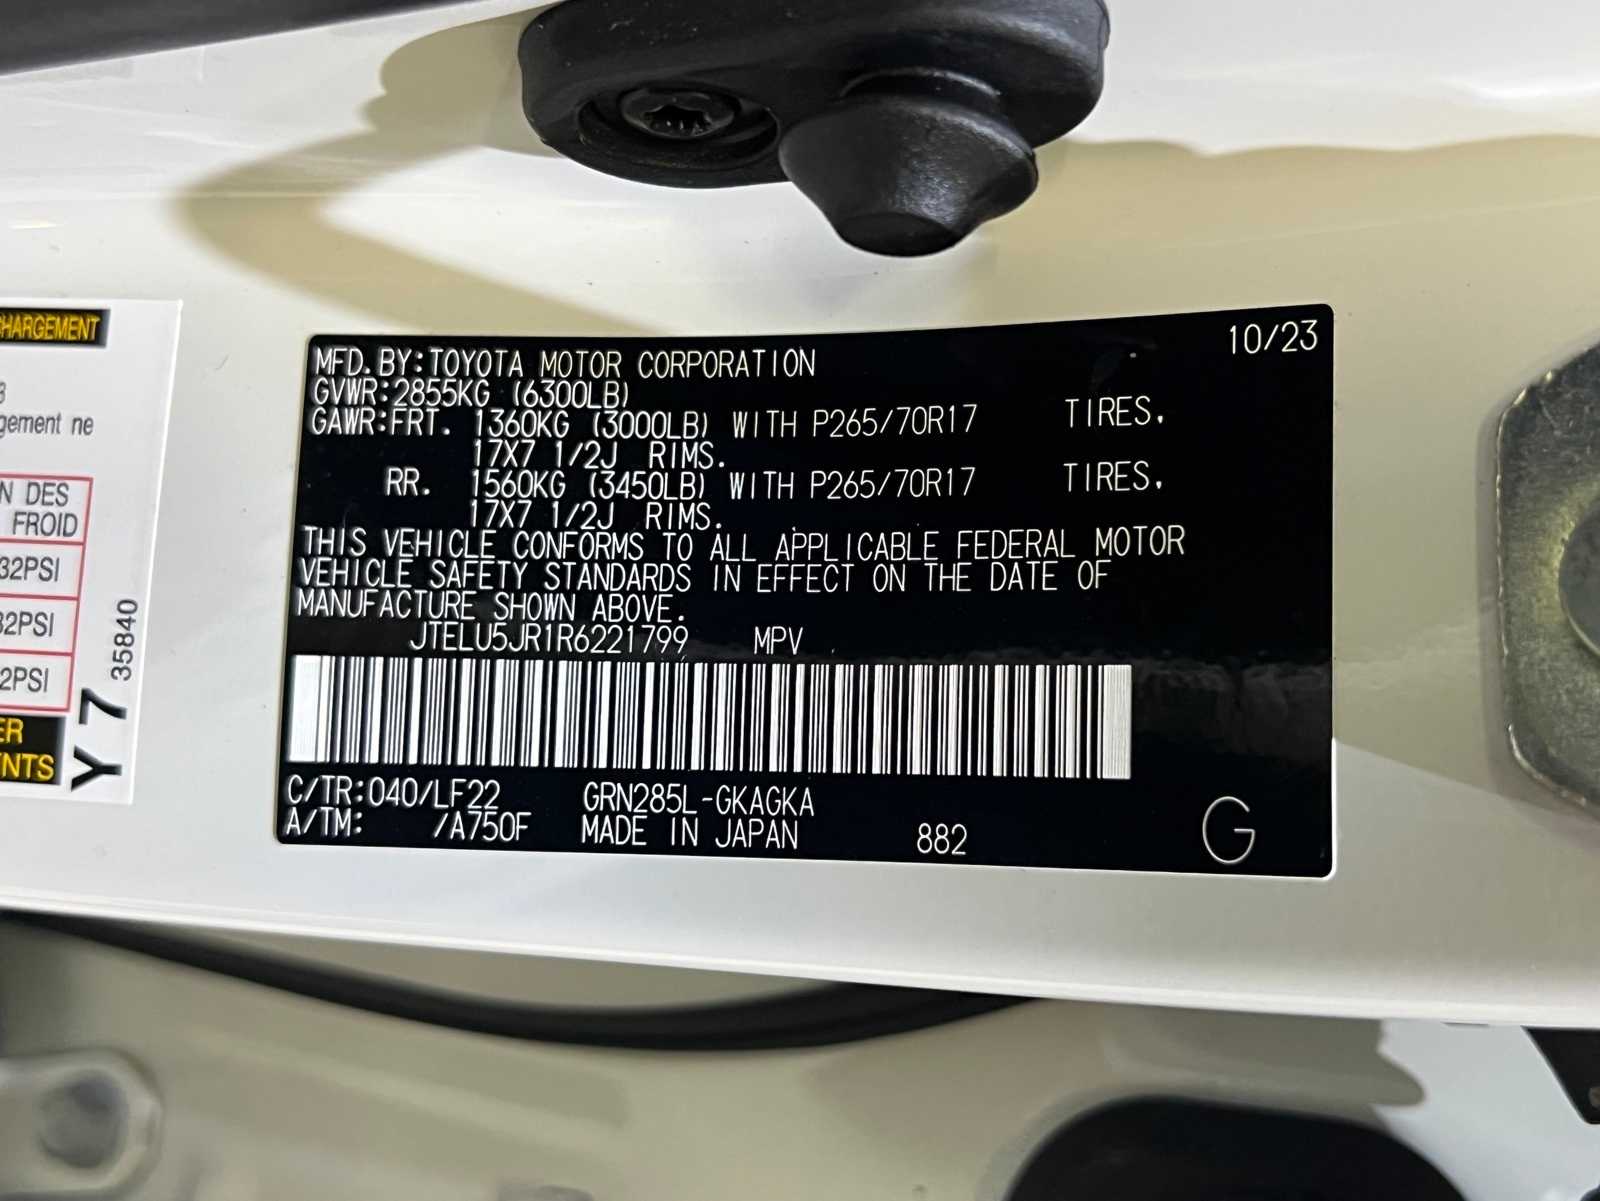 10/23
MFD.BY:TOYOTA MOTOR CORPORATION
GVWR:2855KG (6300LB)
GAWR:FRT. 1360KG (3000LB) WITH P265/70R17 TIRES.
17X7 1/2J RIMS.
RR. 1560KG (3450LB) WITH P265/70R17 TIRES.
17X7 1/2J RIMS.
THIS VEHICLE CONFORMS TO ALL APPLICABLE FEDERAL MOTOR
VEHICLE SAFETY STANDARDS IN EFFECT ON THE DATE OF
MANUFACTURE SHOWN ABOVE.
JTELU5JR1R6221799 MPV
C/TR:040/LF22 GRN285L-GKAGKA
A/TM: /A750F MADE IN JAPAN 882 G
N DES
FROID
32PSI
32PSI
2PSI
ER
NTS
Y7
35840
ne